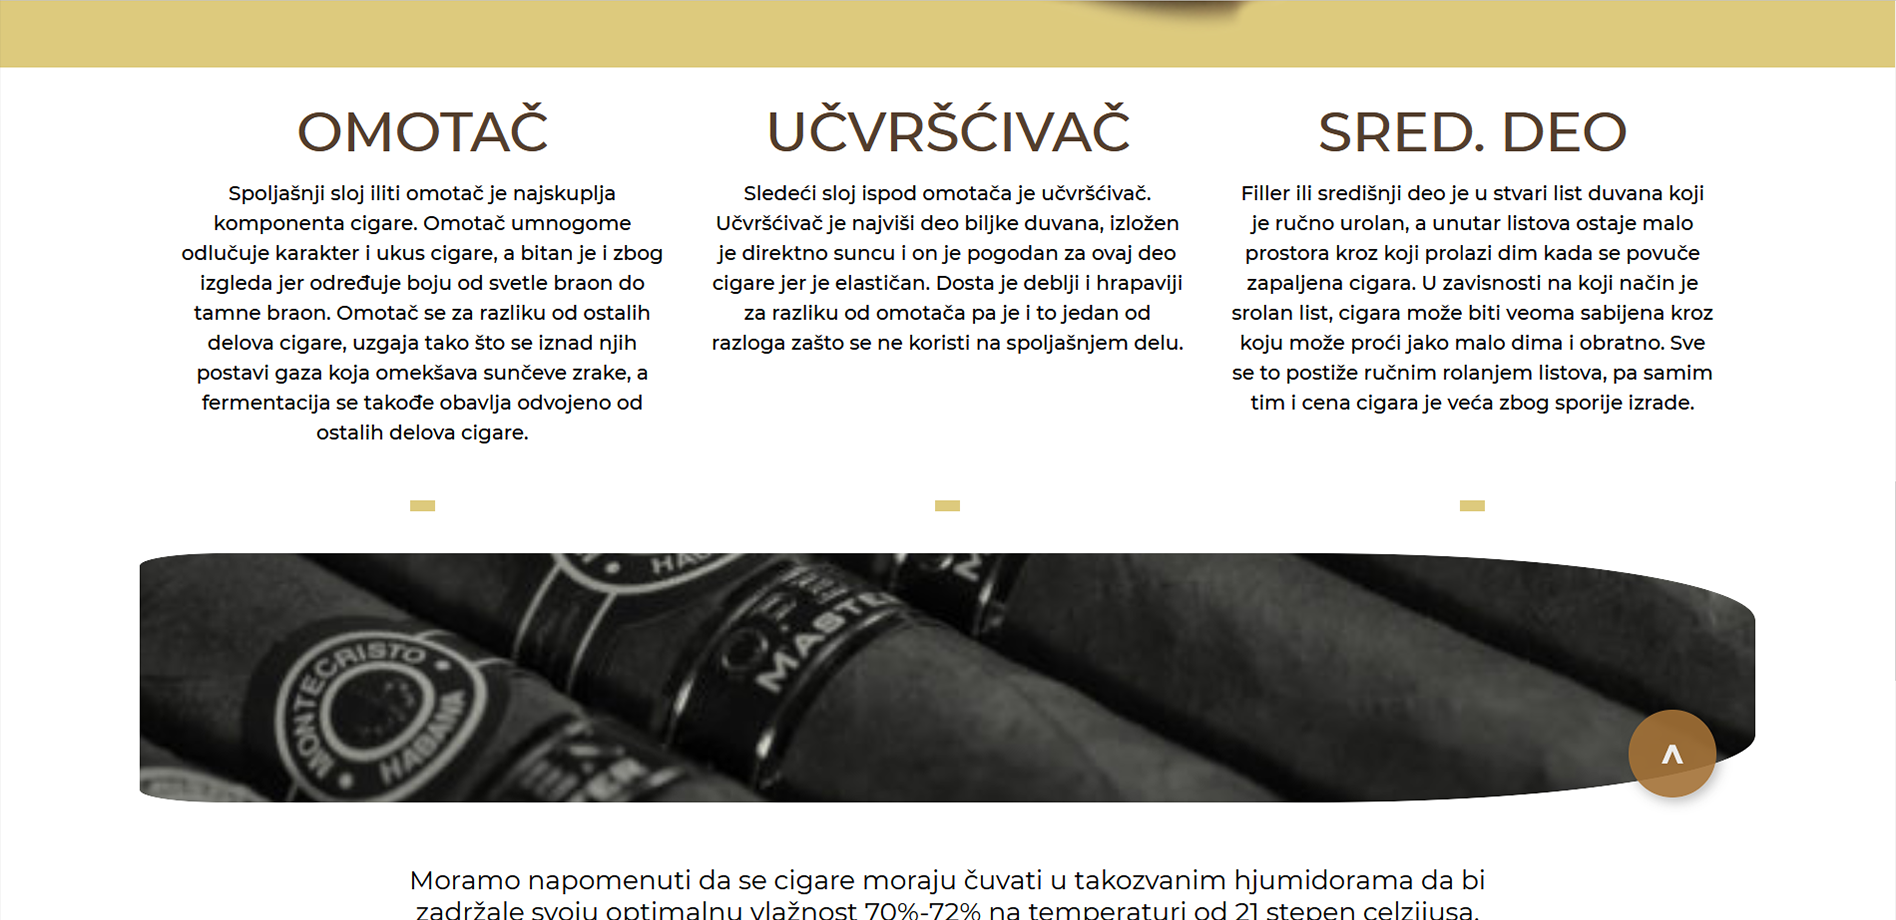 OMOTAČ
Spoljašnji sloj iliti omotač je najskuplja
komponenta cigare. Omotač umnogome
odlučuje karakter i ukus cigare, a bitan je i zbog
izgleda jer određuje boju od svetle braon do
tamne braon. Omotač se za razliku od ostalih
delova cigare, uzgaja tako što se iznad njih
postavi gaza koja omekšava sunčeve zrake, a
fermentacija se takođe obavlja odvojeno od
ostalih delova cigare.
UČVRŠĆIVAČ
Sledeći sloj ispod omotača je učvršćivač.
Učvršćivač je najviši deo biljke duvana, izložen
je direktno suncu i on je pogodan za ovaj deo
cigare jer je elastičan. Dosta je deblji i hrapaviji
za razliku od omotača pa je i to jedan od
razloga zašto se ne koristi na spoljašnjem delu.
SRED. DEO
Filler ili središnji deo je u stvari list duvana koji
je ručno urolan, a unutar listova ostaje malo
prostora kroz koji prolazi dim kada se povuče
zapaljena cigara. U zavisnosti na koji način je
srolan list, cigara može biti veoma sabijena kroz
koju može proći jako malo dima i obratno. Sve
se to postiže ručnim rolanjem listova, pa samim
tim i cena cigara je veća zbog sporije izrade.
MONTECRISTO
HABANA
Moramo napomenuti da se cigare moraju čuvati u takozvanim hjumidorama da bi
zadržale svoju optimalnu vlažnost 70%-72% na temperaturi od 21 stepen celzijusa.